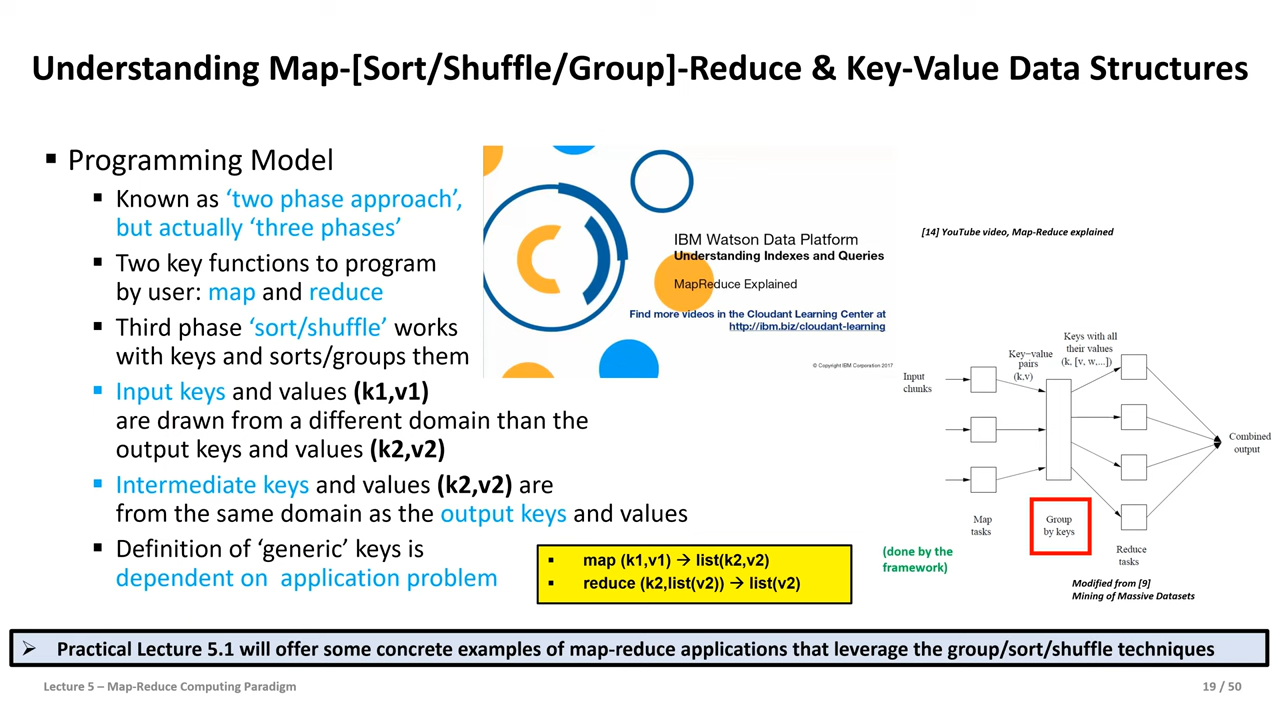 Understanding Map-[Sort/Shuffle/Group]-Reduce & Key-Value Data Structures
▪ Programming Model
▪ Known as ‘two phase approach’,
but actually ‘three phases’
▪ Two key functions to program
by user: map and reduce
▪ Third phase ‘sort/shuffle’ works
with keys and sorts/groups them
▪ Input keys and values (k1,v1)
are drawn from a different domain than the
output keys and values (k2,v2)
▪ Intermediate keys and values (k2,v2) are
from the same domain as the output keys and values
▪ Definition of ‘generic’ keys is
dependent on application problem
IBM Watson Data Platform
Understanding Indexes and Queries
MapReduce Explained
Find more videos in the Cloudant Learning Center at
http://ibm.biz/cloudant-learning
© Copyright IBM Corporation 2017
[14] YouTube video, Map-Reduce explained
Input
chunks
Key−value
pairs
(k,v)
Keys with all
their values
(k, [v, w,...])
Combined
output
Map
tasks
Group
by keys
Reduce
tasks
(done by the
framework)
Modified from [9]
Mining of Massive Datasets
▪ map (k1,v1) → list(k2,v2)
▪ reduce (k2,list(v2)) → list(v2)
➢ Practical Lecture 5.1 will offer some concrete examples of map-reduce applications that leverage the group/sort/shuffle techniques
Lecture 5 – Map-Reduce Computing Paradigm
19 / 50